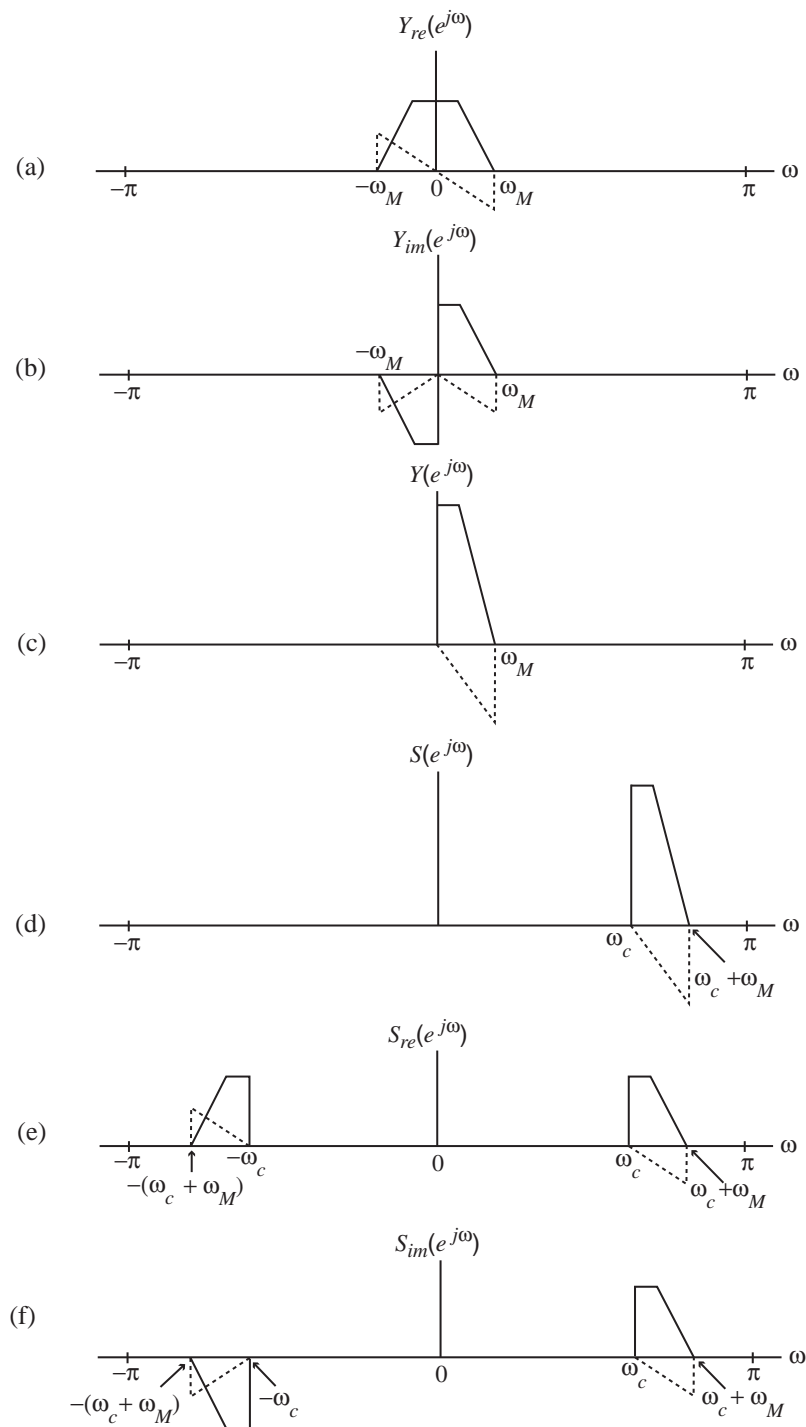 Y_re(e^jω)
(a)
−π
−ω_M
0
ω_M
π
ω
Y_im(e^jω)
(b)
−π
−ω_M
ω_M
π
ω
Y(e^jω)
(c)
−π
ω_M
π
ω
S(e^jω)
(d)
−π
ω_c
ω_c +ω_M
π
ω
S_re(e^jω)
(e)
−π
−(ω_c + ω_M)
−ω_c
0
ω_c
ω_c +ω_M
π
ω
S_im(e^jω)
(f)
−π
−(ω_c + ω_M)
−ω_c
0
ω_c
ω_c + ω_M
π
ω